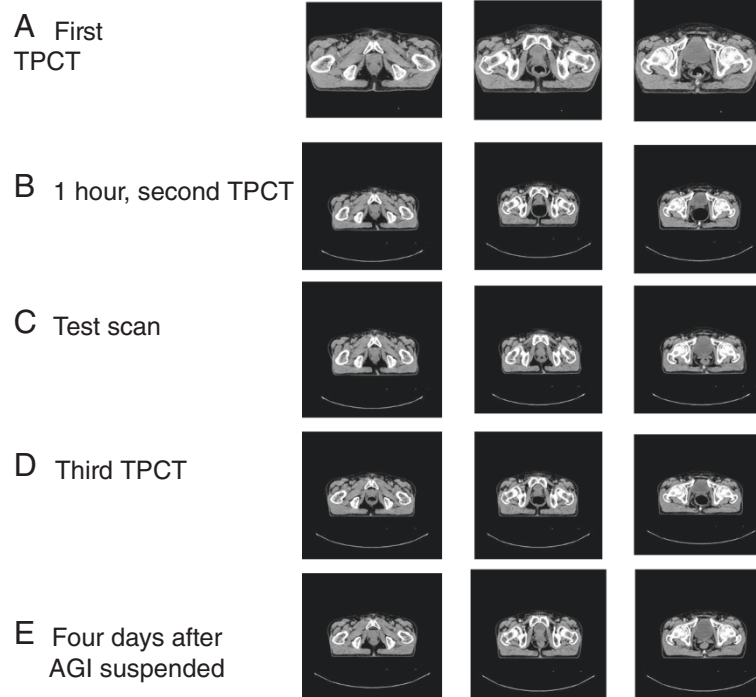 A First
TPCT
B 1 hour, second TPCT
C Test scan
D Third TPCT
E Four days after
AGI suspended